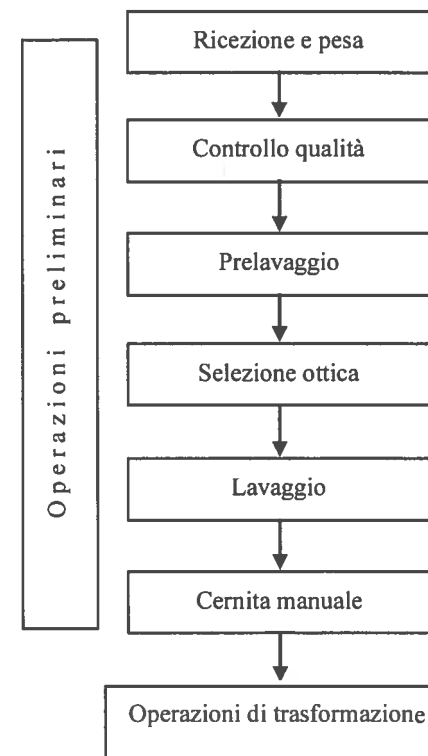 Operazioni preliminari
Ricezione e pesa
Controllo qualità
Prelavaggio
Selezione ottica
Lavaggio
Cernita manuale
Operazioni di trasformazione